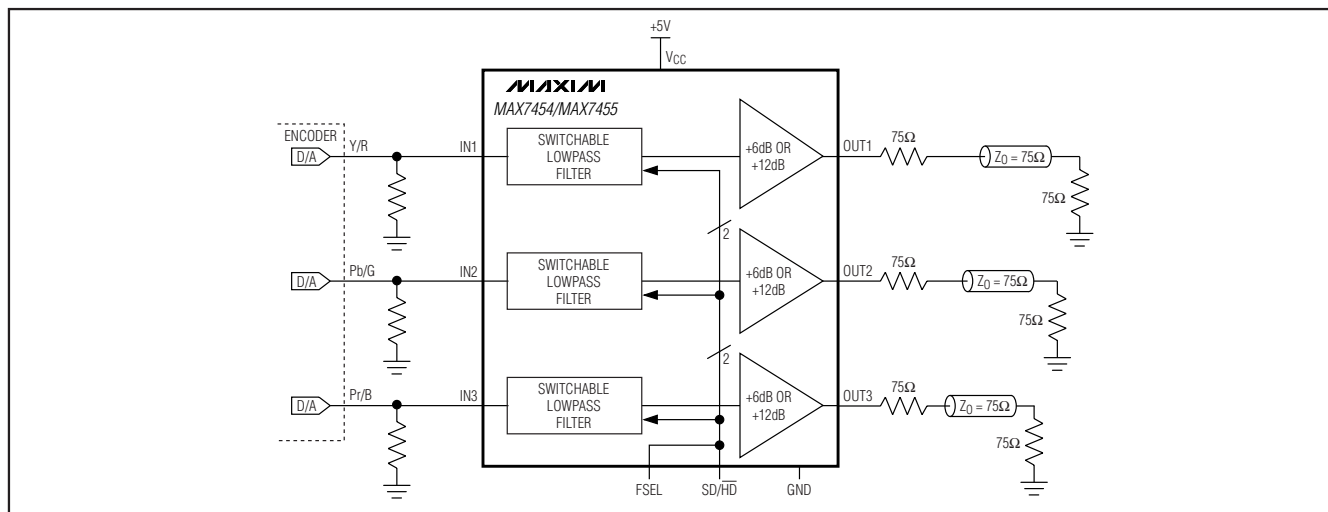 +5V
VCC
MAXIM
MAX7454/MAX7455
ENCODER
D/A
Y/R
IN1
SWITCHABLE
LOWPASS
FILTER
+6dB OR
+12dB
OUT1
75Ω
Z0 = 75Ω
75Ω
2
D/A
Pb/G
IN2
SWITCHABLE
LOWPASS
FILTER
+6dB OR
+12dB
OUT2
75Ω
Z0 = 75Ω
75Ω
2
D/A
Pr/B
IN3
SWITCHABLE
LOWPASS
FILTER
+6dB OR
+12dB
OUT3
75Ω
Z0 = 75Ω
75Ω
FSEL
SD/H̅D̅
GND